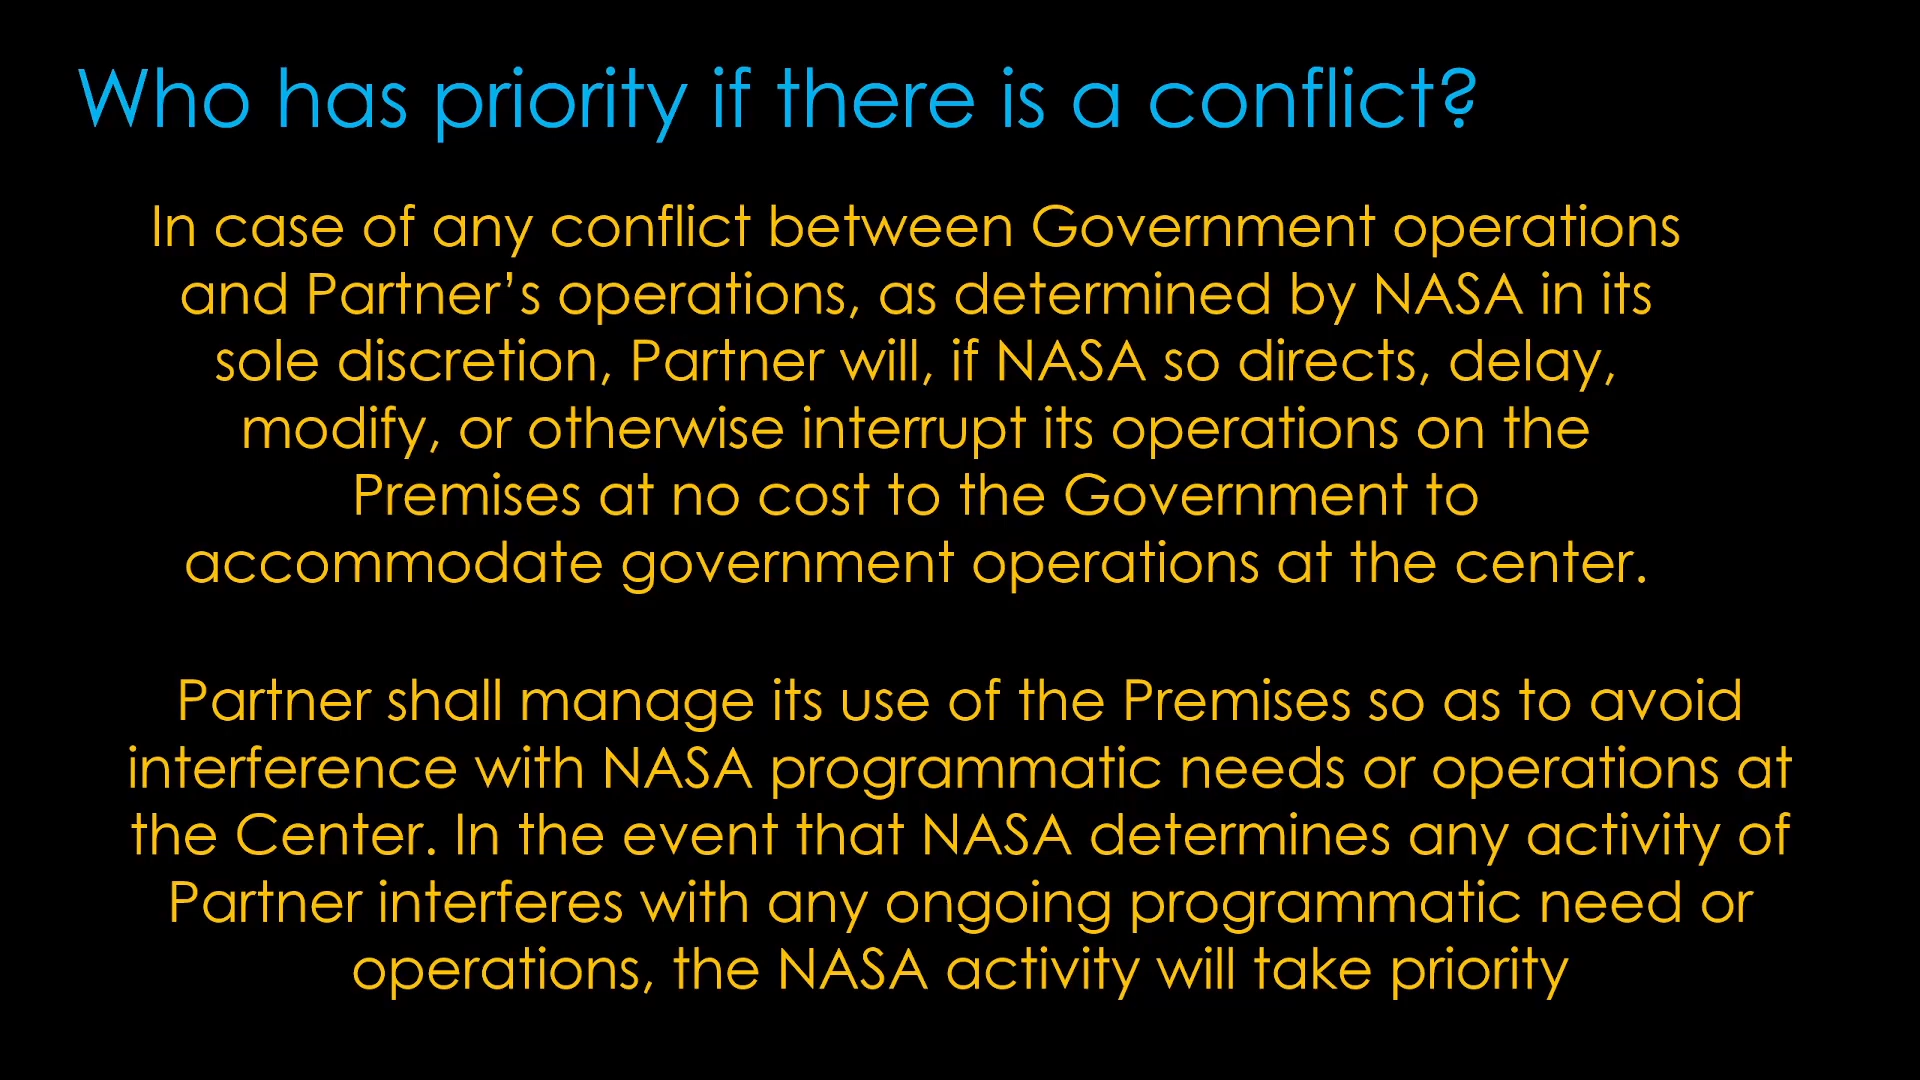 Who has priority if there is a conflict?
In case of any conflict between Government operations
and Partner’s operations, as determined by NASA in its
sole discretion, Partner will, if NASA so directs, delay,
modify, or otherwise interrupt its operations on the
Premises at no cost to the Government to
accommodate government operations at the center.
Partner shall manage its use of the Premises so as to avoid
interference with NASA programmatic needs or operations at
the Center. In the event that NASA determines any activity of
Partner interferes with any ongoing programmatic need or
operations, the NASA activity will take priority